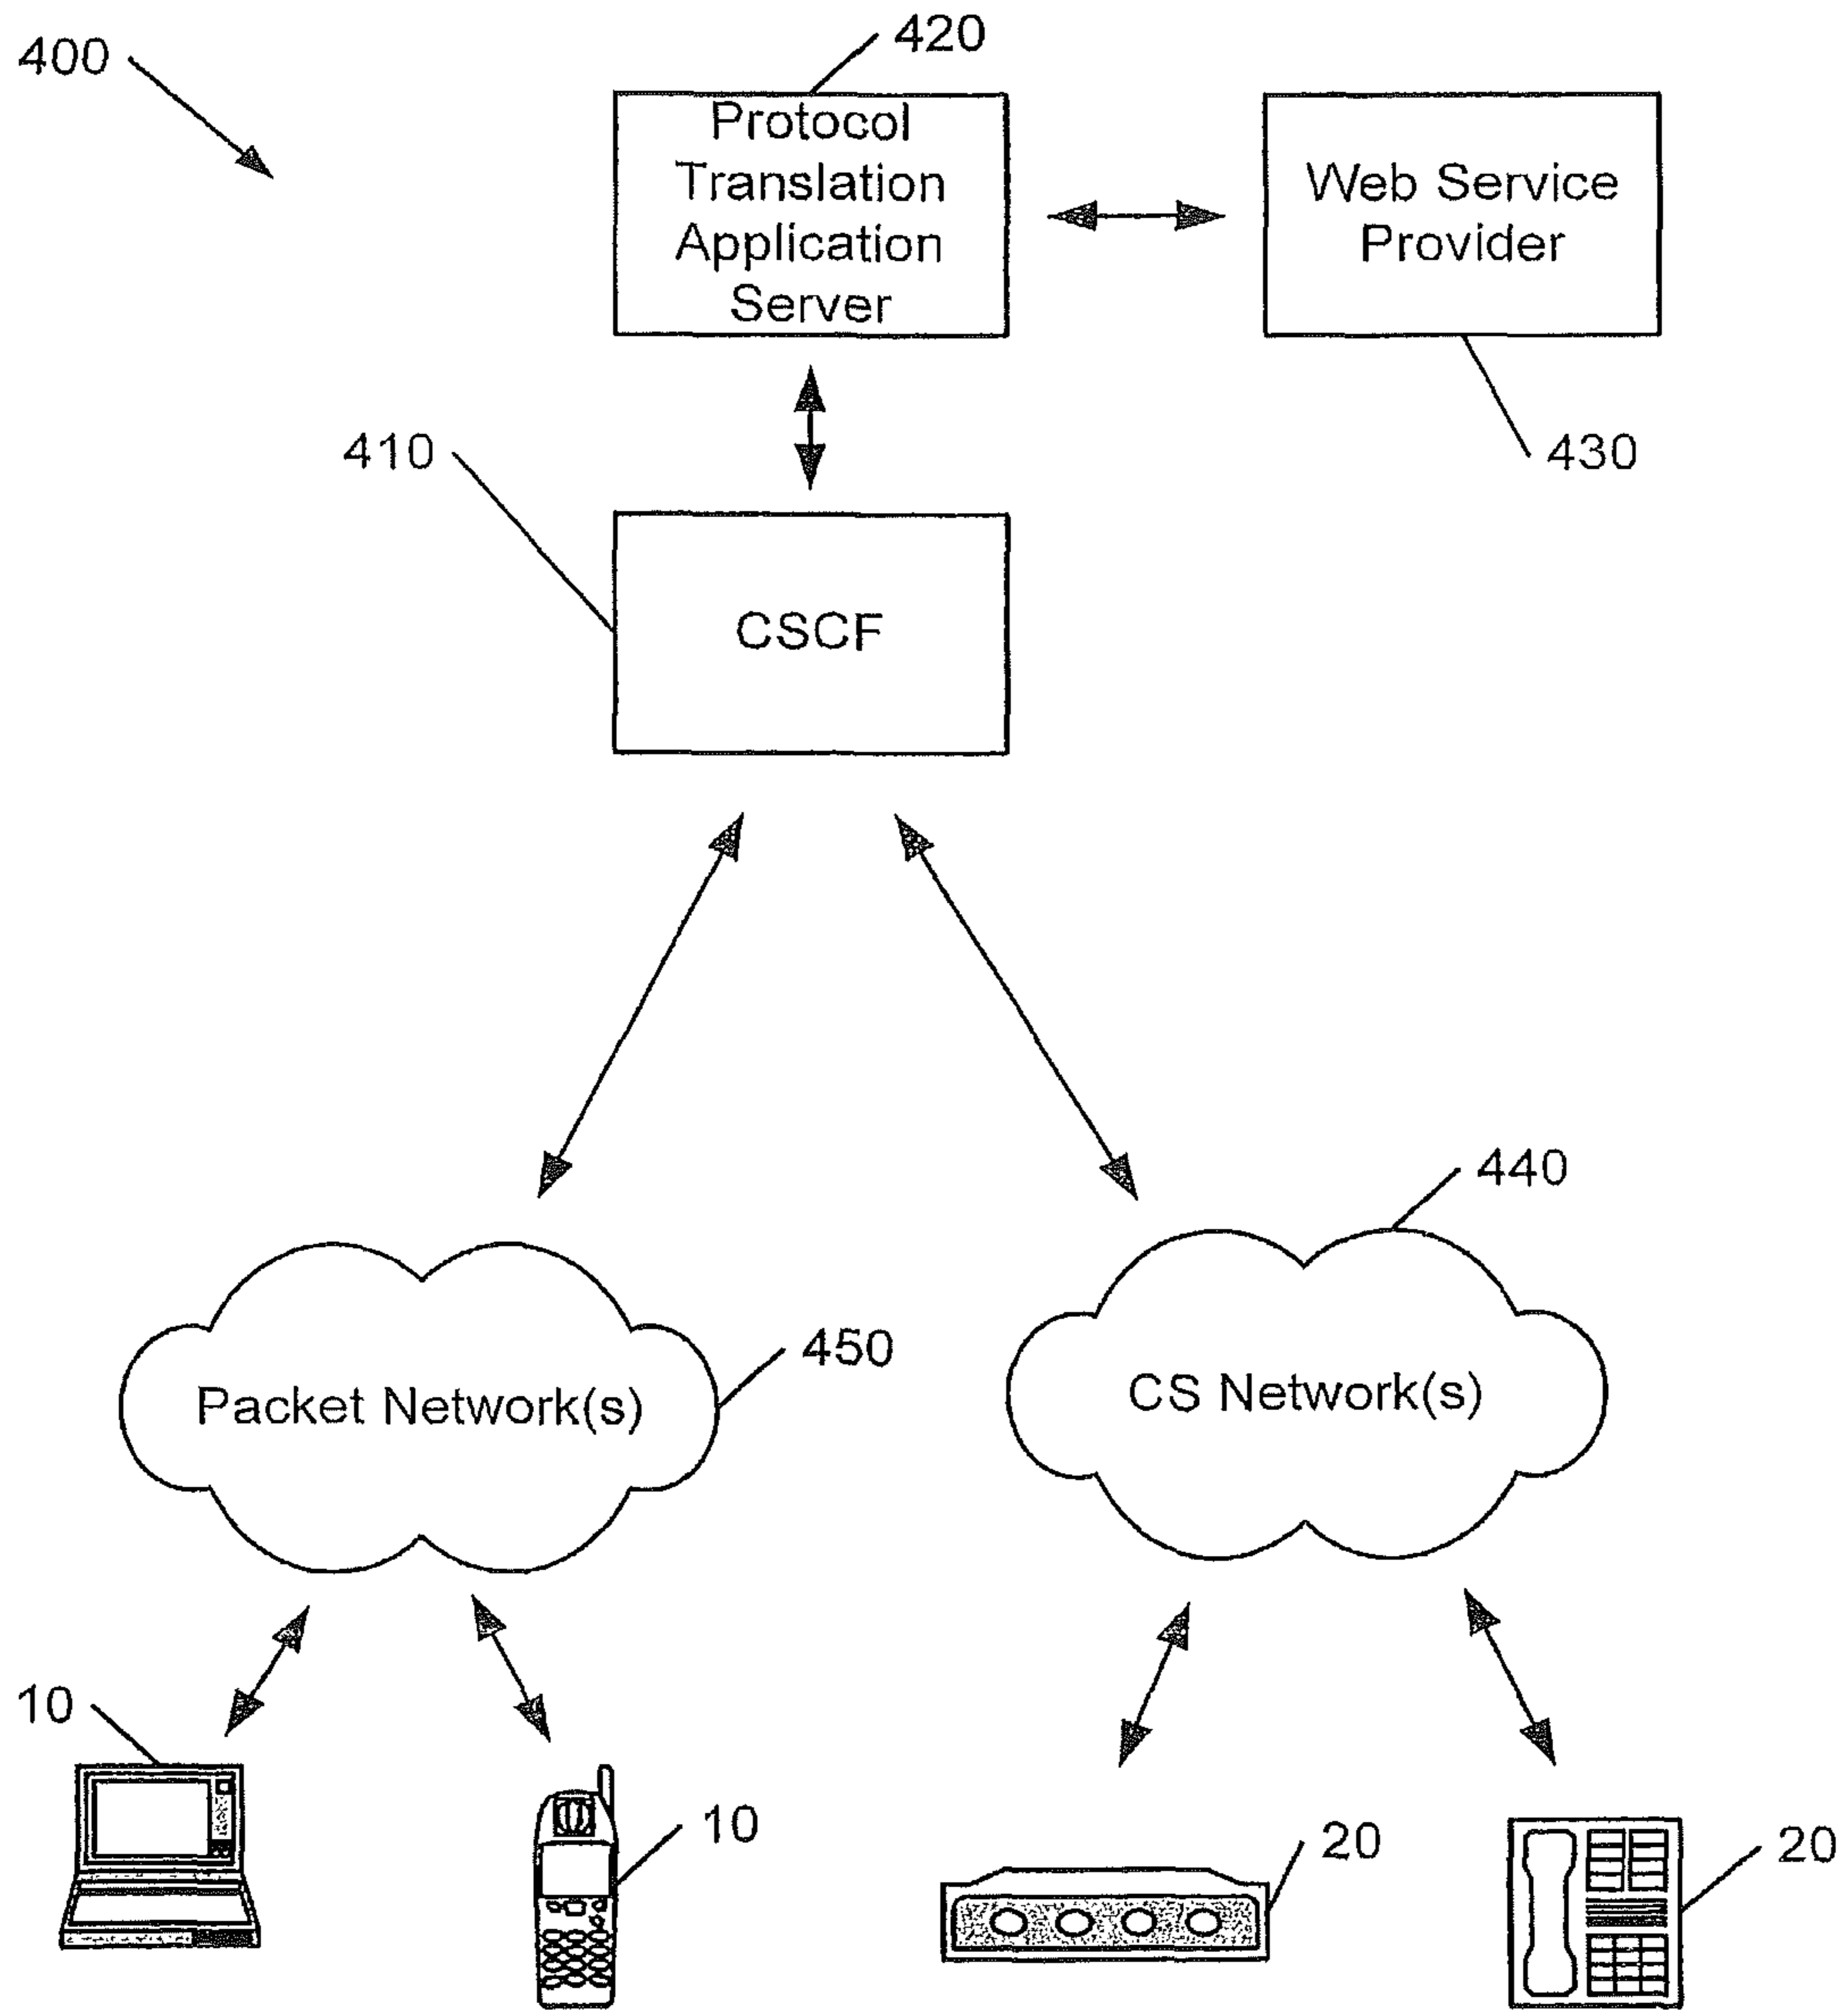 400
420
Protocol
Translation
Application
Server
Web Service
Provider
410
430
CSCF
440
450
Packet Network(s)
CS Network(s)
10
10
20
20